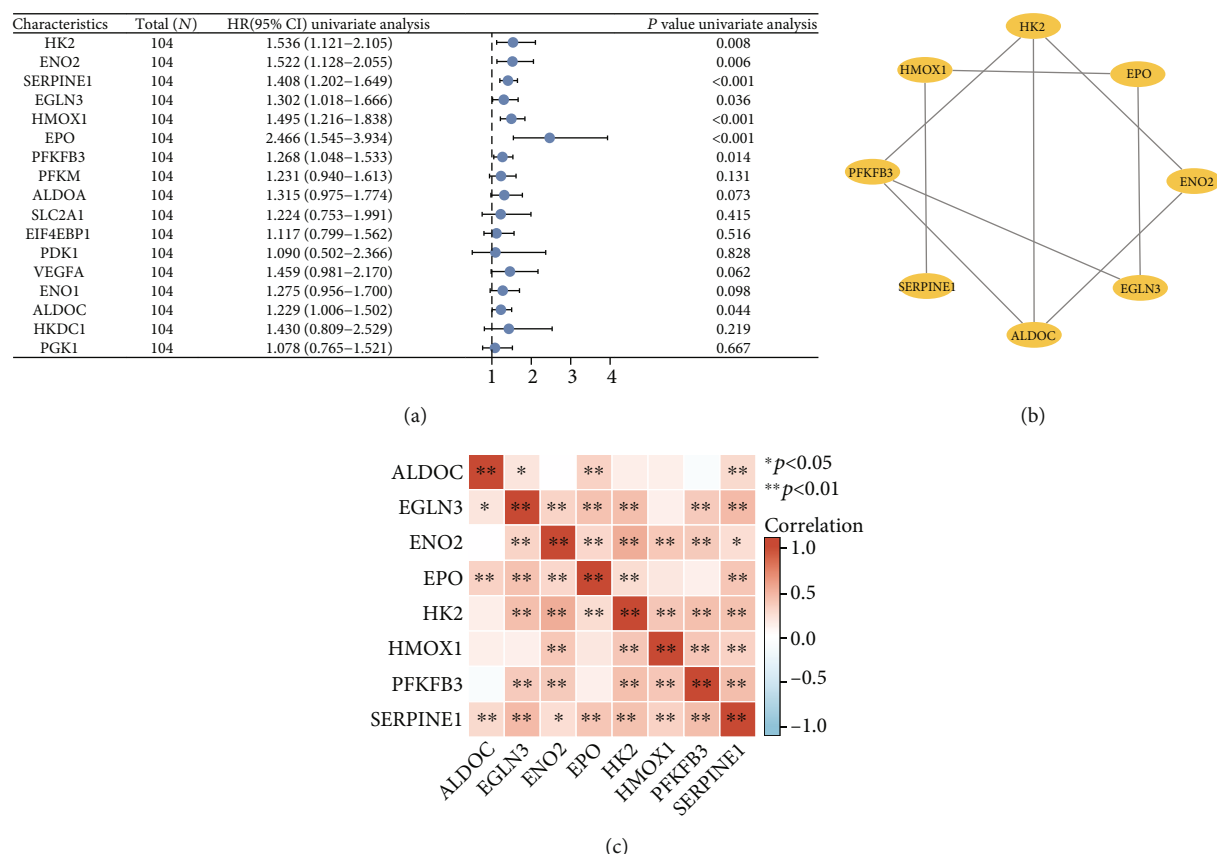 Characteristics Total (N) HR(95% CI) univariate analysis P value univariate analysis
HK2 104 1.536 (1.121−2.105) 0.008
ENO2 104 1.522 (1.128−2.055) 0.006
SERPINE1 104 1.408 (1.202−1.649) <0.001
EGLN3 104 1.302 (1.018−1.666) 0.036
HMOX1 104 1.495 (1.216−1.838) <0.001
EPO 104 2.466 (1.545−3.934) <0.001
PFKFB3 104 1.268 (1.048−1.533) 0.014
PFKM 104 1.231 (0.940−1.613) 0.131
ALDOA 104 1.315 (0.975−1.774) 0.073
SLC2A1 104 1.224 (0.753−1.991) 0.415
EIF4EBP1 104 1.117 (0.799−1.562) 0.516
PDK1 104 1.090 (0.502−2.366) 0.828
VEGFA 104 1.459 (0.981−2.170) 0.062
ENO1 104 1.275 (0.956−1.700) 0.098
ALDOC 104 1.229 (1.006−1.502) 0.044
HKDC1 104 1.430 (0.809−2.529) 0.219
PGK1 104 1.078 (0.765−1.521) 0.667
1 2 3 4
(a)
HK2
HMOX1 EPO
PFKFB3 ENO2
SERPINE1 EGLN3
ALDOC
(b)
ALDOC ** * ** **
EGLN3 * ** ** ** ** ** **
ENO2 ** ** ** ** ** ** *
EPO ** ** ** ** ** **
HK2 ** ** ** ** ** ** **
HMOX1 ** ** ** ** **
PFKFB3 ** ** ** ** ** **
SERPINE1 ** ** * ** ** ** ** **
ALDOC EGLN3 ENO2 EPO HK2 HMOX1 PFKFB3 SERPINE1
*p<0.05
**p<0.01
Correlation
1.0
0.5
0.0
−0.5
−1.0
(c)